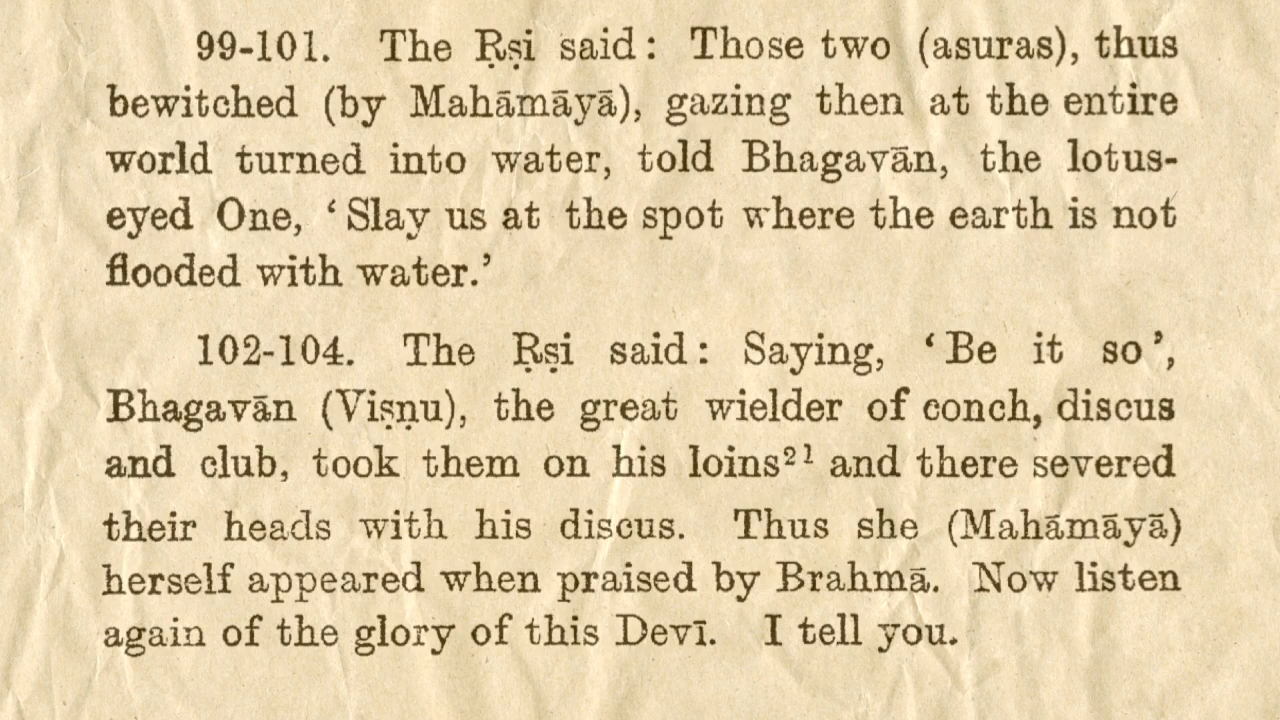 99-101. The Ṛṣi said: Those two (asuras), thus
bewitched (by Mahāmāyā), gazing then at the entire
world turned into water, told Bhagavān, the lotus-
eyed One, ‘Slay us at the spot where the earth is not
flooded with water.’
102-104. The Ṛṣi said: Saying, ‘Be it so’,
Bhagavān (Viṣṇu), the great wielder of conch, discus
and club, took them on his loins²¹ and there severed
their heads with his discus. Thus she (Mahāmāyā)
herself appeared when praised by Brahmā. Now listen
again of the glory of this Devī. I tell you.